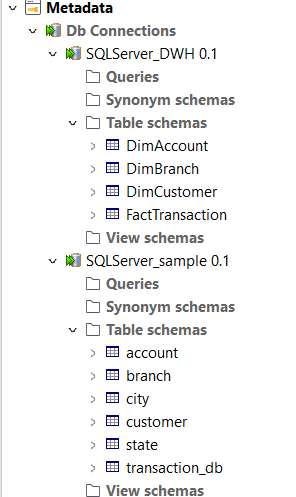 Metadata
Db Connections
SQLServer_DWH 0.1
Queries
Synonym schemas
Table schemas
DimAccount
DimBranch
DimCustomer
FactTransaction
View schemas
SQLServer_sample 0.1
Queries
Synonym schemas
Table schemas
account
branch
city
customer
state
transaction_db
View schemas